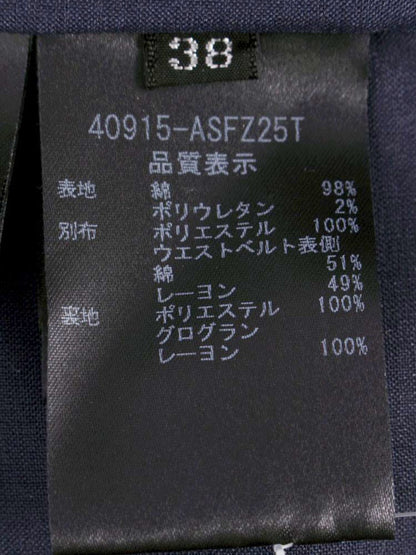 38
40915-ASFZ25T
品質表示
表地 綿 98%
ポリウレタン 2%
別布 ポリエステル 100%
ウエストベルト表側
綿 51%
レーヨン 49%
裏地 ポリエステル 100%
グログラン
レーヨン 100%